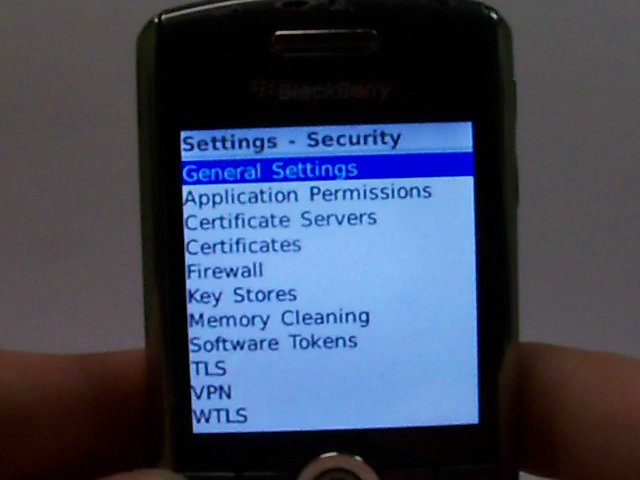 BlackBerry
Settings - Security
General Settings
Application Permissions
Certificate Servers
Certificates
Firewall
Key Stores
Memory Cleaning
Software Tokens
TLS
VPN
WTLS